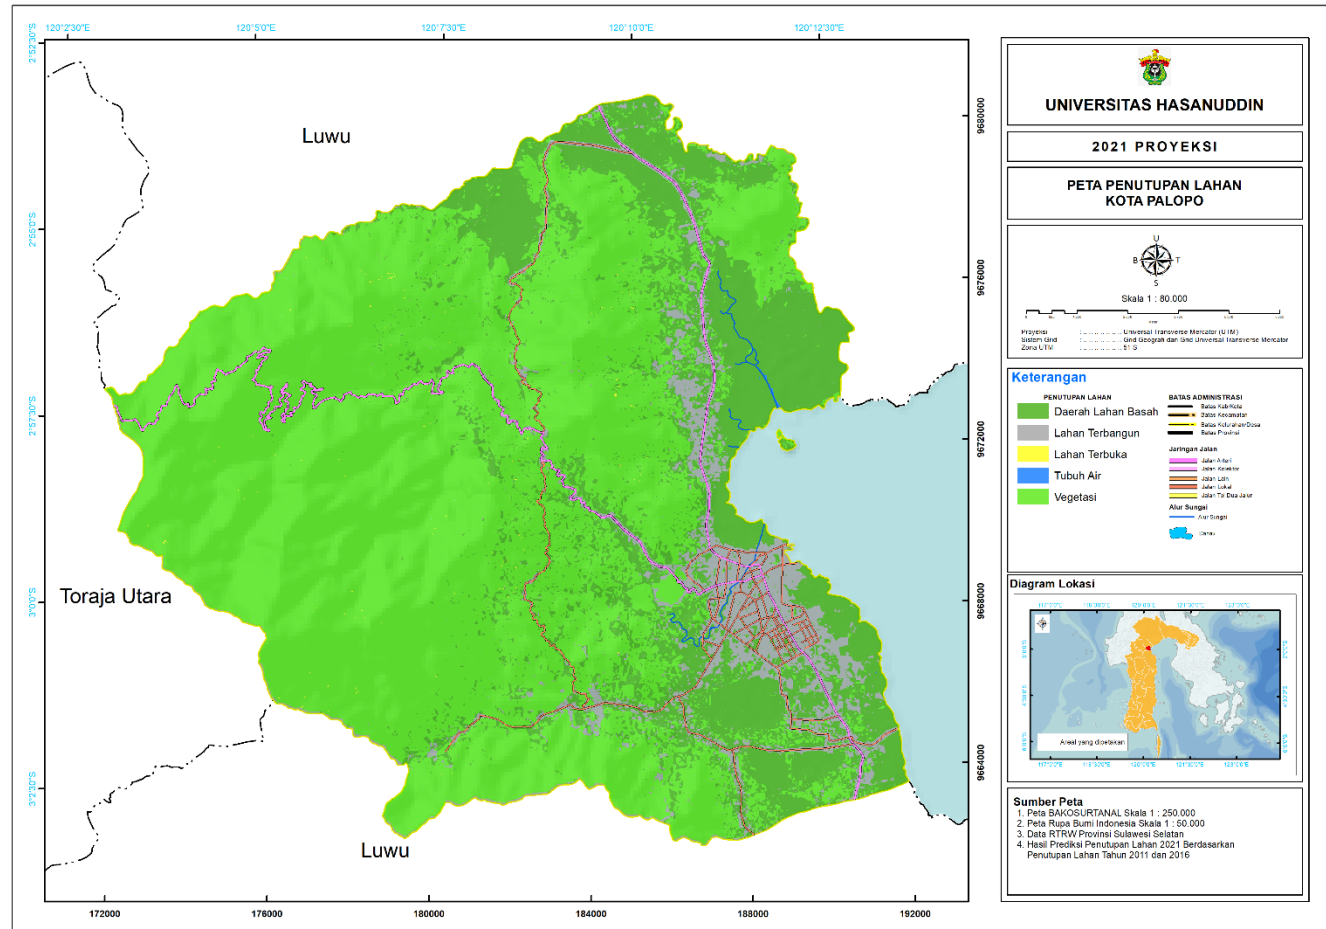 120°2'30"E 120°5'0"E 120°7'30"E 120°10'0"E 120°12'30"E
2°52'30"S
2°55'0"S
2°57'30"S
3°0'0"S
3°2'30"S
Luwu
Toraja Utara
Luwu
9680000
9676000
9672000
9668000
9664000
172000 176000 180000 184000 188000 192000
UNIVERSITAS HASANUDDIN
2021 PROYEKSI
PETA PENUTUPAN LAHAN
KOTA PALOPO
U
B T
S
Skala 1 : 80.000
Proyeksi : ................ Universal Transverse Mercator (UTM)
Sistem Grid : ................ Grid Geografi dan Grid Universal Transverse Mercator
Zona UTM : ................ 51 S
Keterangan
PENUTUPAN LAHAN
Daerah Lahan Basah
Lahan Terbangun
Lahan Terbuka
Tubuh Air
Vegetasi
BATAS ADMINISTRASI
Batas Kab/Kota
Batas Kecamatan
Batas Kelurahan/Desa
Batas Provinsi
Jaringan Jalan
Jalan Arteri
Jalan Kolektor
Jalan Lain
Jalan Lokal
Jalan Tol Dua Jalur
Alur Sungai
Alur Sungai
Danau
Diagram Lokasi
Areal yang dipetakan
Sumber Peta
1. Peta BAKOSURTANAL Skala 1 : 250.000
2. Peta Rupa Bumi Indonesia Skala 1 : 50.000
3. Data RTRW Provinsi Sulawesi Selatan
4. Hasil Prediksi Penutupan Lahan 2021 Berdasarkan
Penutupan Lahan Tahun 2011 dan 2016